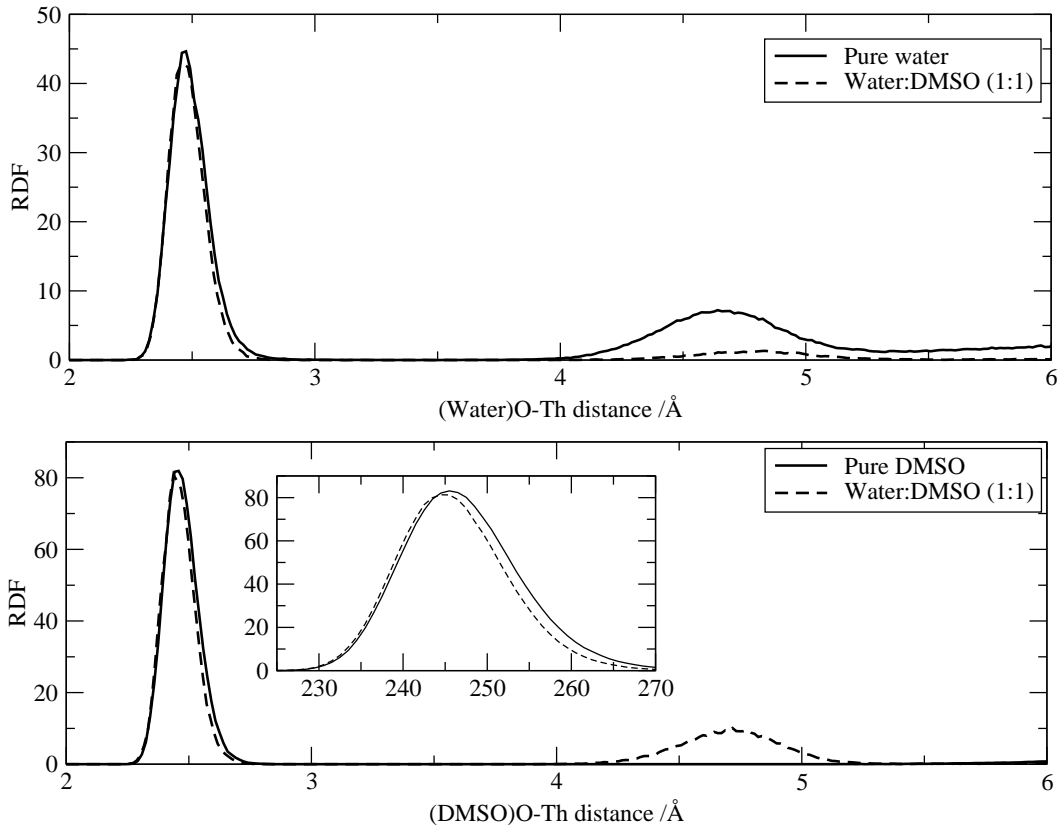 50
40
30
20
10
0
RDF
Pure water
Water:DMSO (1:1)
2 3 4 5 6
(Water)O-Th distance /Å
80
60
40
20
0
RDF
Pure DMSO
Water:DMSO (1:1)
80
60
40
20
0
230 240 250 260 270
2 3 4 5 6
(DMSO)O-Th distance /Å